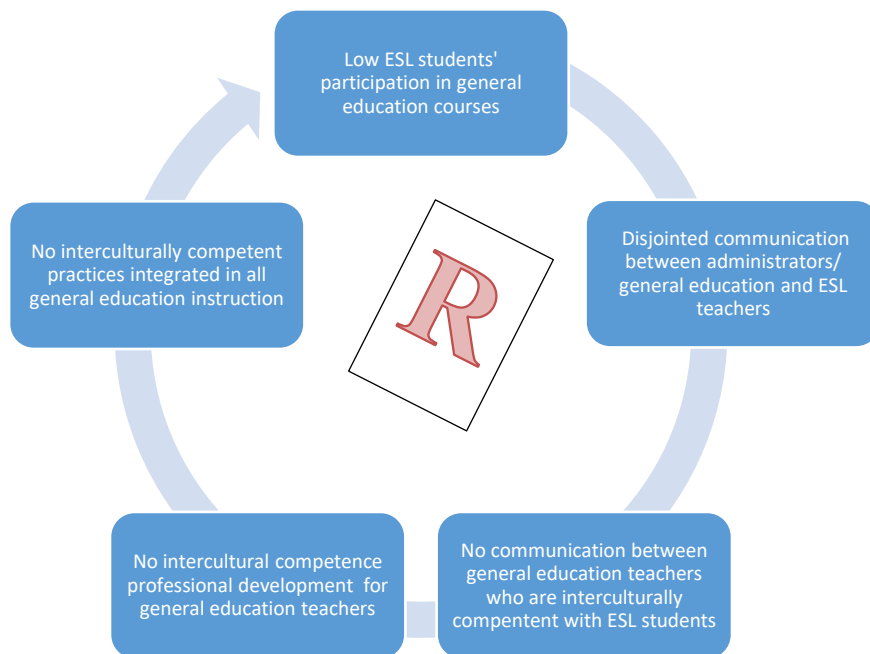 Low ESL students'
participation in general
education courses
Disjointed communication
between administrators/
general education and ESL
teachers
No communication between
general education teachers
who are interculturally
compentent with ESL students
No intercultural competence
professional development for
general education teachers
No interculturally competent
practices integrated in all
general education instruction
R